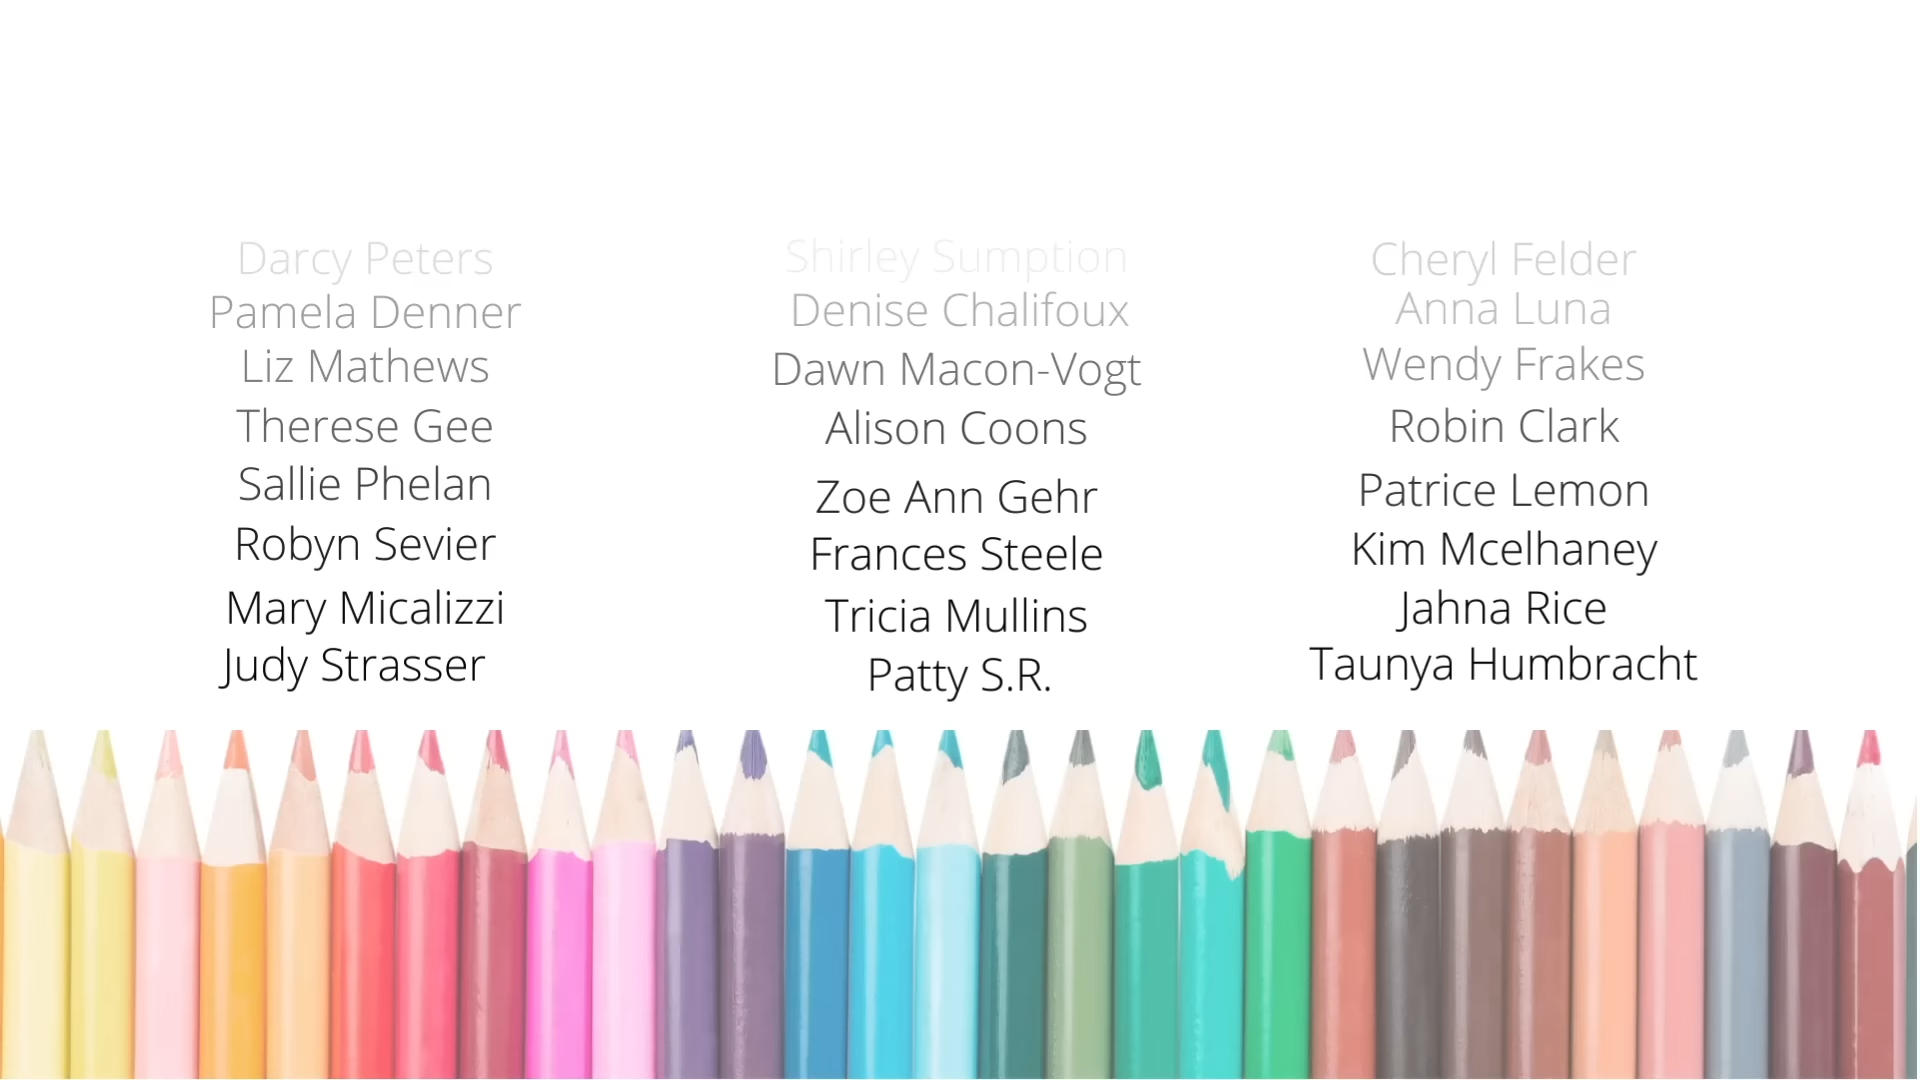 Darcy Peters
Pamela Denner
Liz Mathews
Therese Gee
Sallie Phelan
Robyn Sevier
Mary Micalizzi
Judy Strasser
Shirley Sumption
Denise Chalifoux
Dawn Macon-Vogt
Alison Coons
Zoe Ann Gehr
Frances Steele
Tricia Mullins
Patty S.R.
Cheryl Felder
Anna Luna
Wendy Frakes
Robin Clark
Patrice Lemon
Kim Mcelhaney
Jahna Rice
Taunya Humbracht